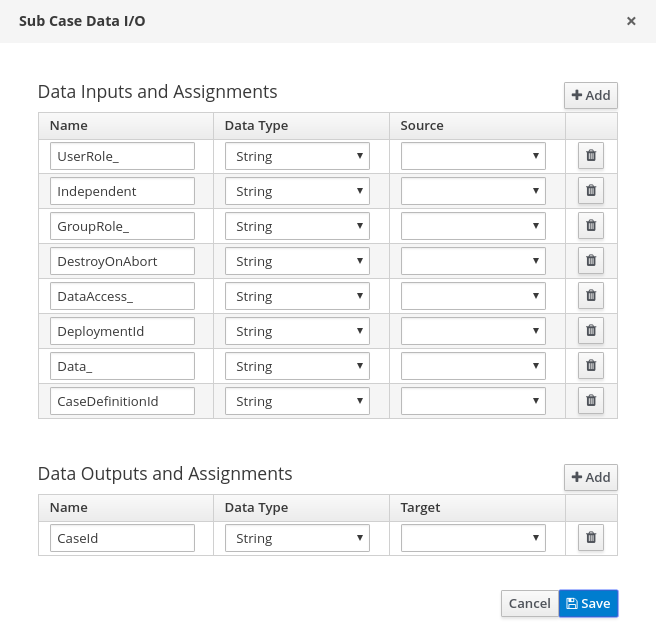 Sub Case Data I/O ×
Data Inputs and Assignments
+ Add
Name Data Type Source
UserRole_ String
Independent String
GroupRole_ String
DestroyOnAbort String
DataAccess_ String
DeploymentId String
Data_ String
CaseDefinitionId String
Data Outputs and Assignments
+ Add
Name Data Type Target
CaseId String
Cancel Save